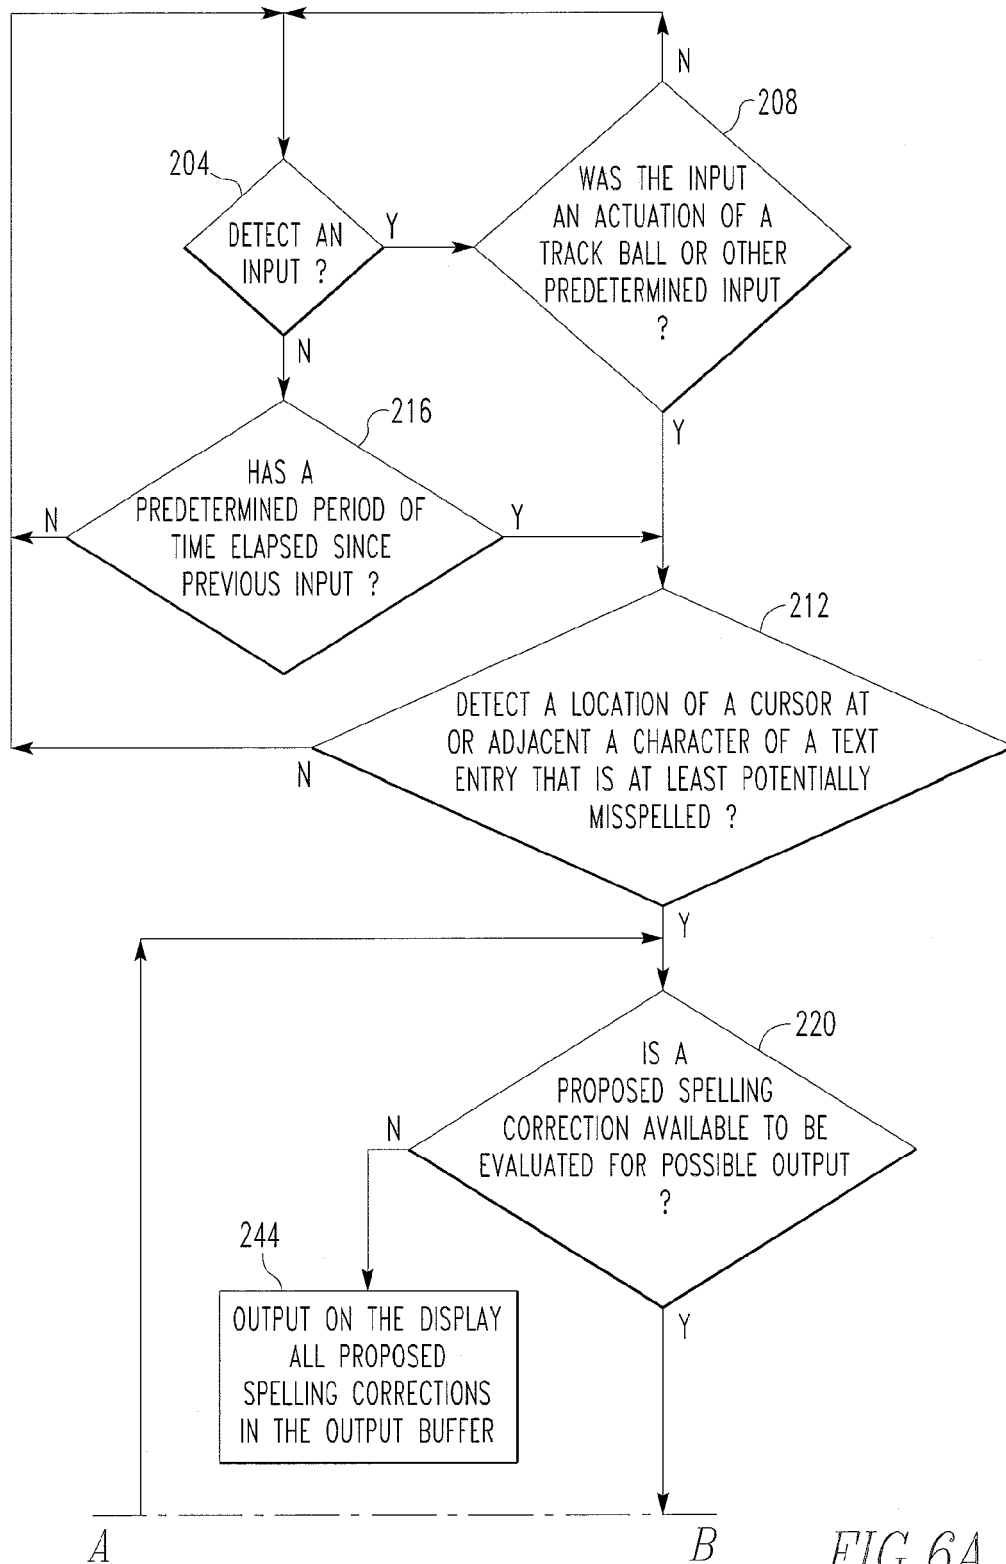 N
208
204
WAS THE INPUT
AN ACTUATION OF A
TRACK BALL OR OTHER
PREDETERMINED INPUT
?
Y
DETECT AN
INPUT ?
N
Y
216
HAS A
PREDETERMINED PERIOD OF
TIME ELAPSED SINCE
PREVIOUS INPUT ?
N
Y
212
DETECT A LOCATION OF A CURSOR AT
OR ADJACENT A CHARACTER OF A TEXT
ENTRY THAT IS AT LEAST POTENTIALLY
MISSPELLED ?
N
Y
220
IS A
PROPOSED SPELLING
CORRECTION AVAILABLE TO BE
EVALUATED FOR POSSIBLE OUTPUT
?
N
244
OUTPUT ON THE DISPLAY
ALL PROPOSED
SPELLING CORRECTIONS
IN THE OUTPUT BUFFER
Y
A
B
FIG.6A